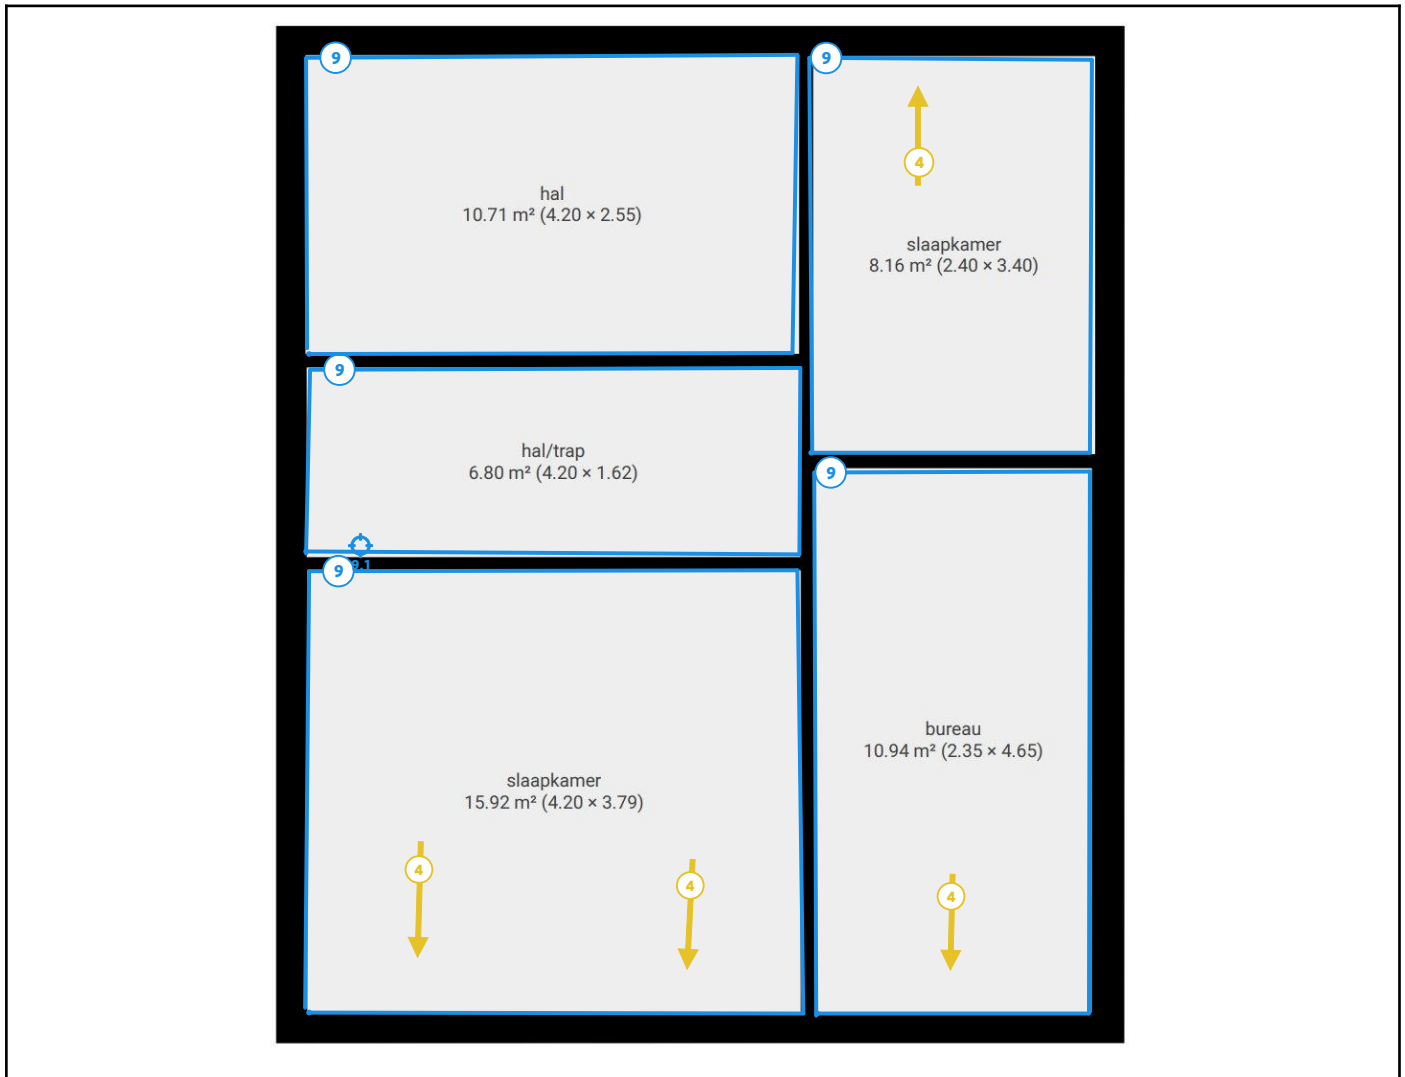 9
9
4
hal
10.71 m² (4.20 × 2.55)
slaapkamer
8.16 m² (2.40 × 3.40)
9
hal/trap
6.80 m² (4.20 × 1.62)
9
9.1
9
bureau
10.94 m² (2.35 × 4.65)
slaapkamer
15.92 m² (4.20 × 3.79)
4
4
4